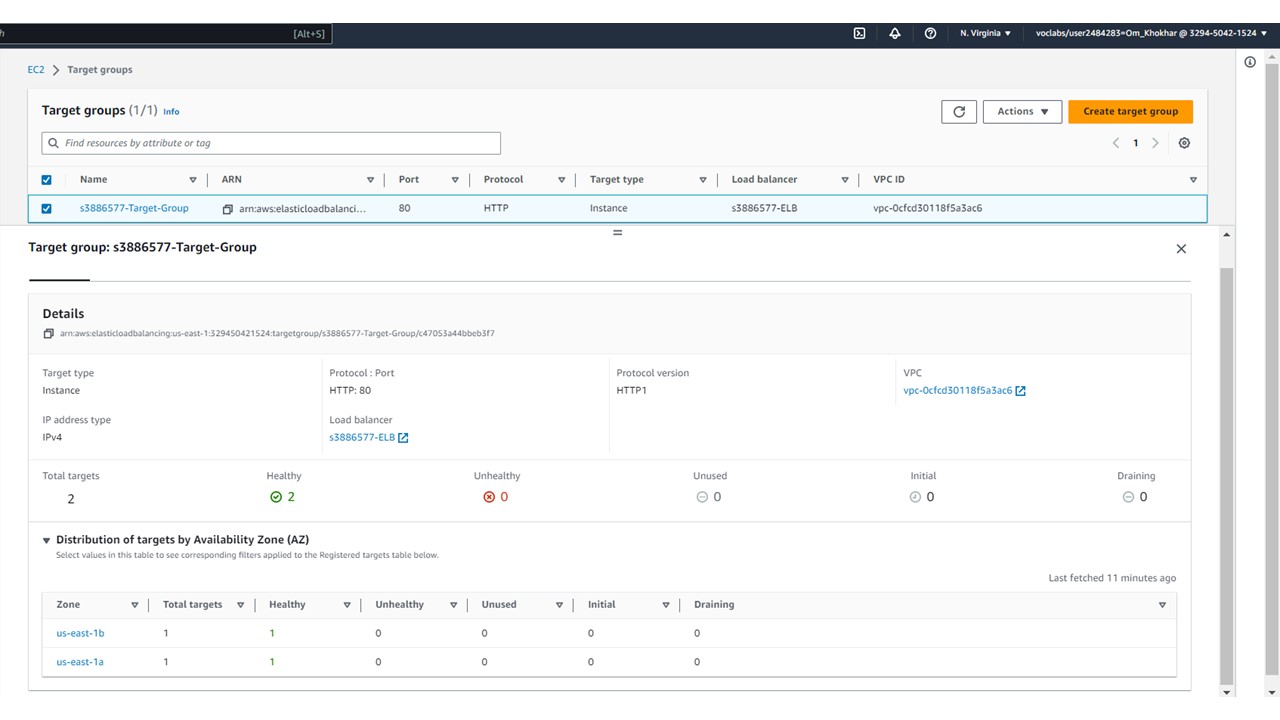 h [Alt+S] N. Virginia ▼ voclabs/user2484283=Om_Khokhar @ 3294-5042-1524 ▼
EC2 > Target groups
Target groups (1/1) Info
Actions ▼ Create target group
Find resources by attribute or tag
1
Name ARN Port Protocol Target type Load balancer VPC ID
s3886577-Target-Group arn:aws:elasticloadbalanci... 80 HTTP Instance s3886577-ELB vpc-0cfcd30118f5a3ac6
Target group: s3886577-Target-Group
Details
arn:aws:elasticloadbalancing:us-east-1:329450421524:targetgroup/s3886577-Target-Group/c47053a44bbeb3f7
Target type Protocol : Port Protocol version VPC
Instance HTTP: 80 HTTP1 vpc-0cfcd30118f5a3ac6
IP address type Load balancer
IPv4 s3886577-ELB
Total targets Healthy Unhealthy Unused Initial Draining
2 2 0 0 0 0
Distribution of targets by Availability Zone (AZ)
Select values in this table to see corresponding filters applied to the Registered targets table below.
Last fetched 11 minutes ago
Zone Total targets Healthy Unhealthy Unused Initial Draining
us-east-1b 1 1 0 0 0 0
us-east-1a 1 1 0 0 0 0